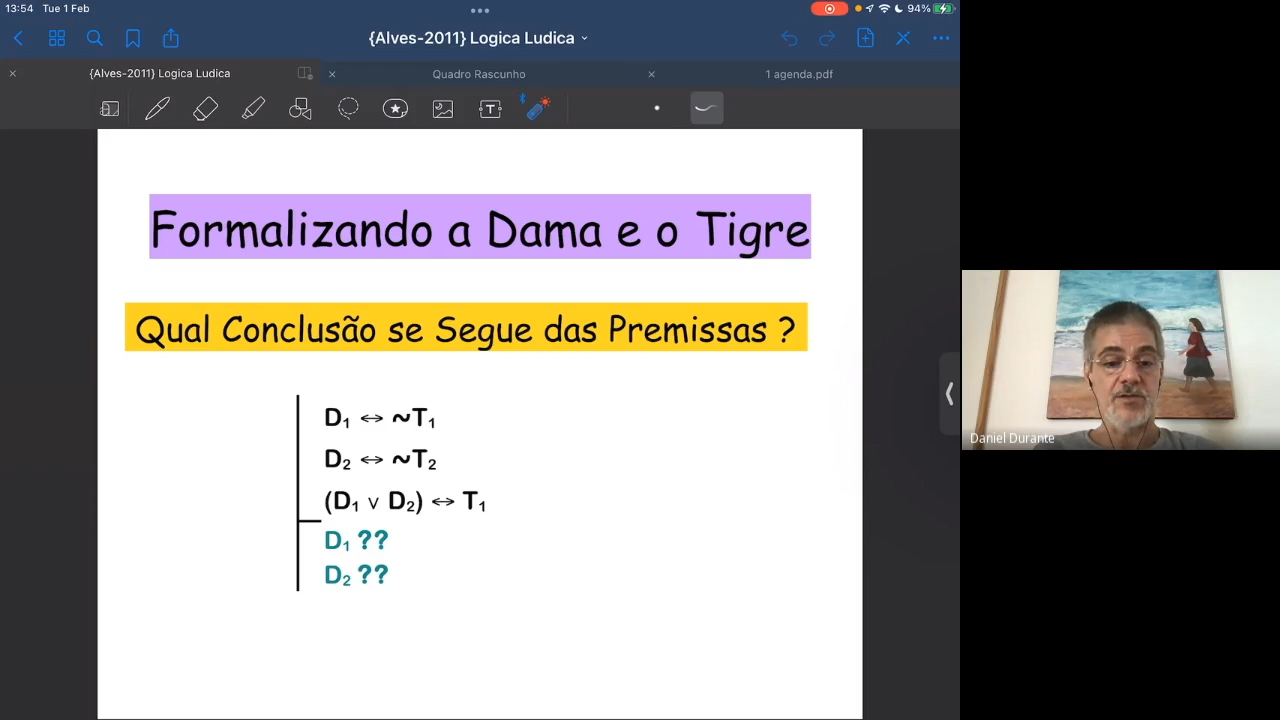 13:54 Tue 1 Feb
94%
{Alves-2011} Logica Ludica
{Alves-2011} Logica Ludica
Quadro Rascunho
1 agenda.pdf
T
Formalizando a Dama e o Tigre
Qual Conclusão se Segue das Premissas ?
D₁ ↔ ~T₁
D₂ ↔ ~T₂
(D₁ ∨ D₂) ↔ T₁
D₁ ??
D₂ ??
Daniel Durante